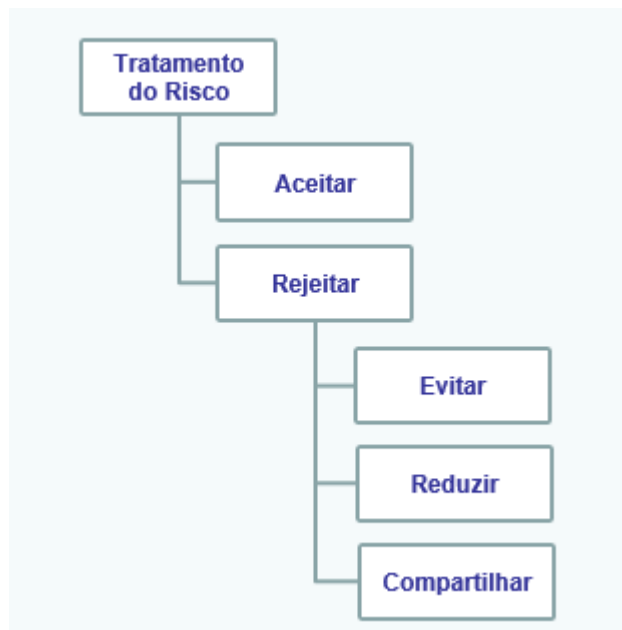 Tratamento
do Risco
Aceitar
Rejeitar
Evitar
Reduzir
Compartilhar